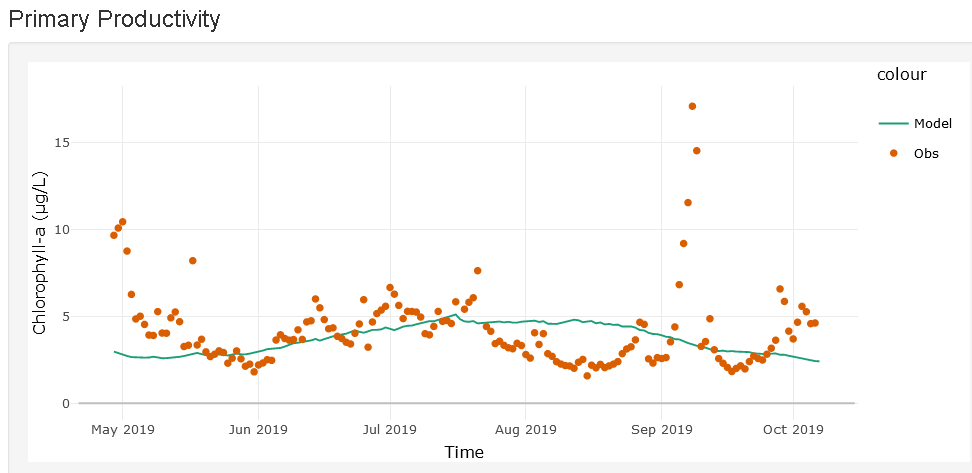 Primary Productivity
colour
Model
Obs
Chlorophyll-a (µg/L)
15
10
5
0
May 2019 Jun 2019 Jul 2019 Aug 2019 Sep 2019 Oct 2019
Time